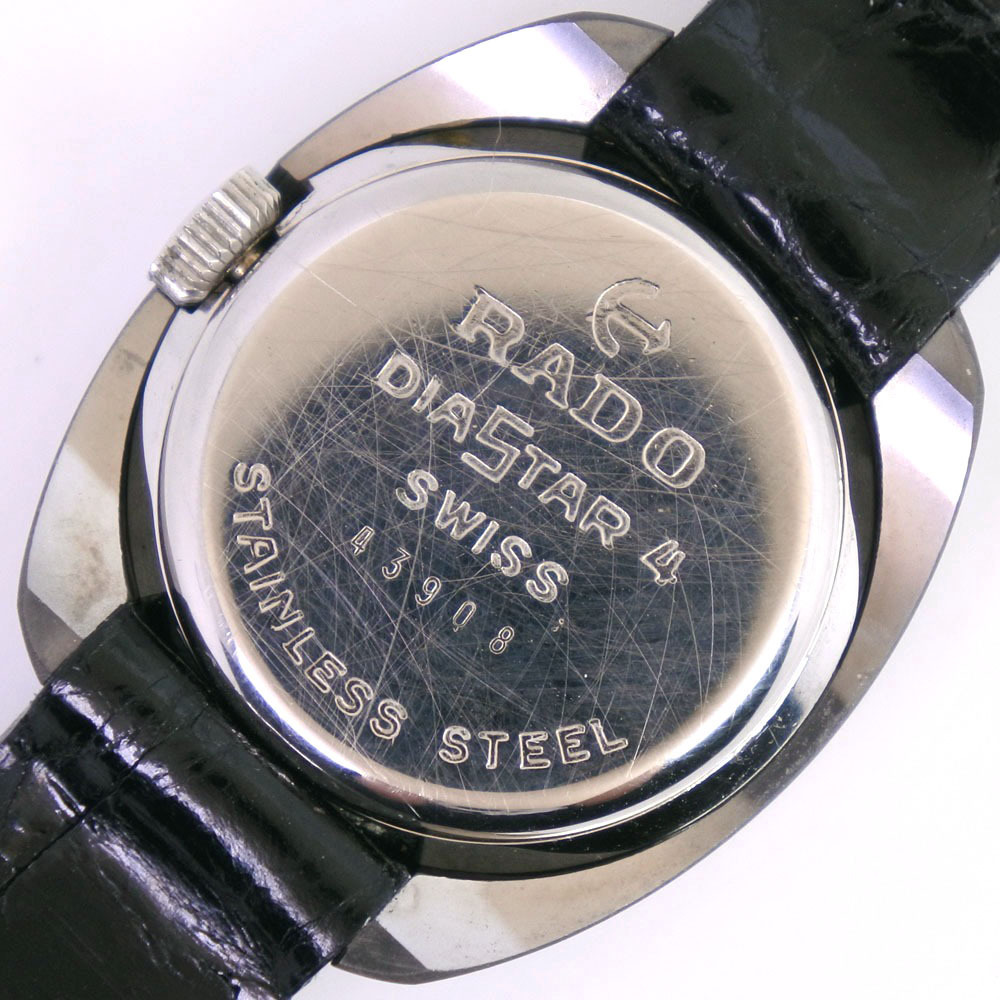 RADO
DIASTAR 4
SWISS
43908
STAINLESS STEEL